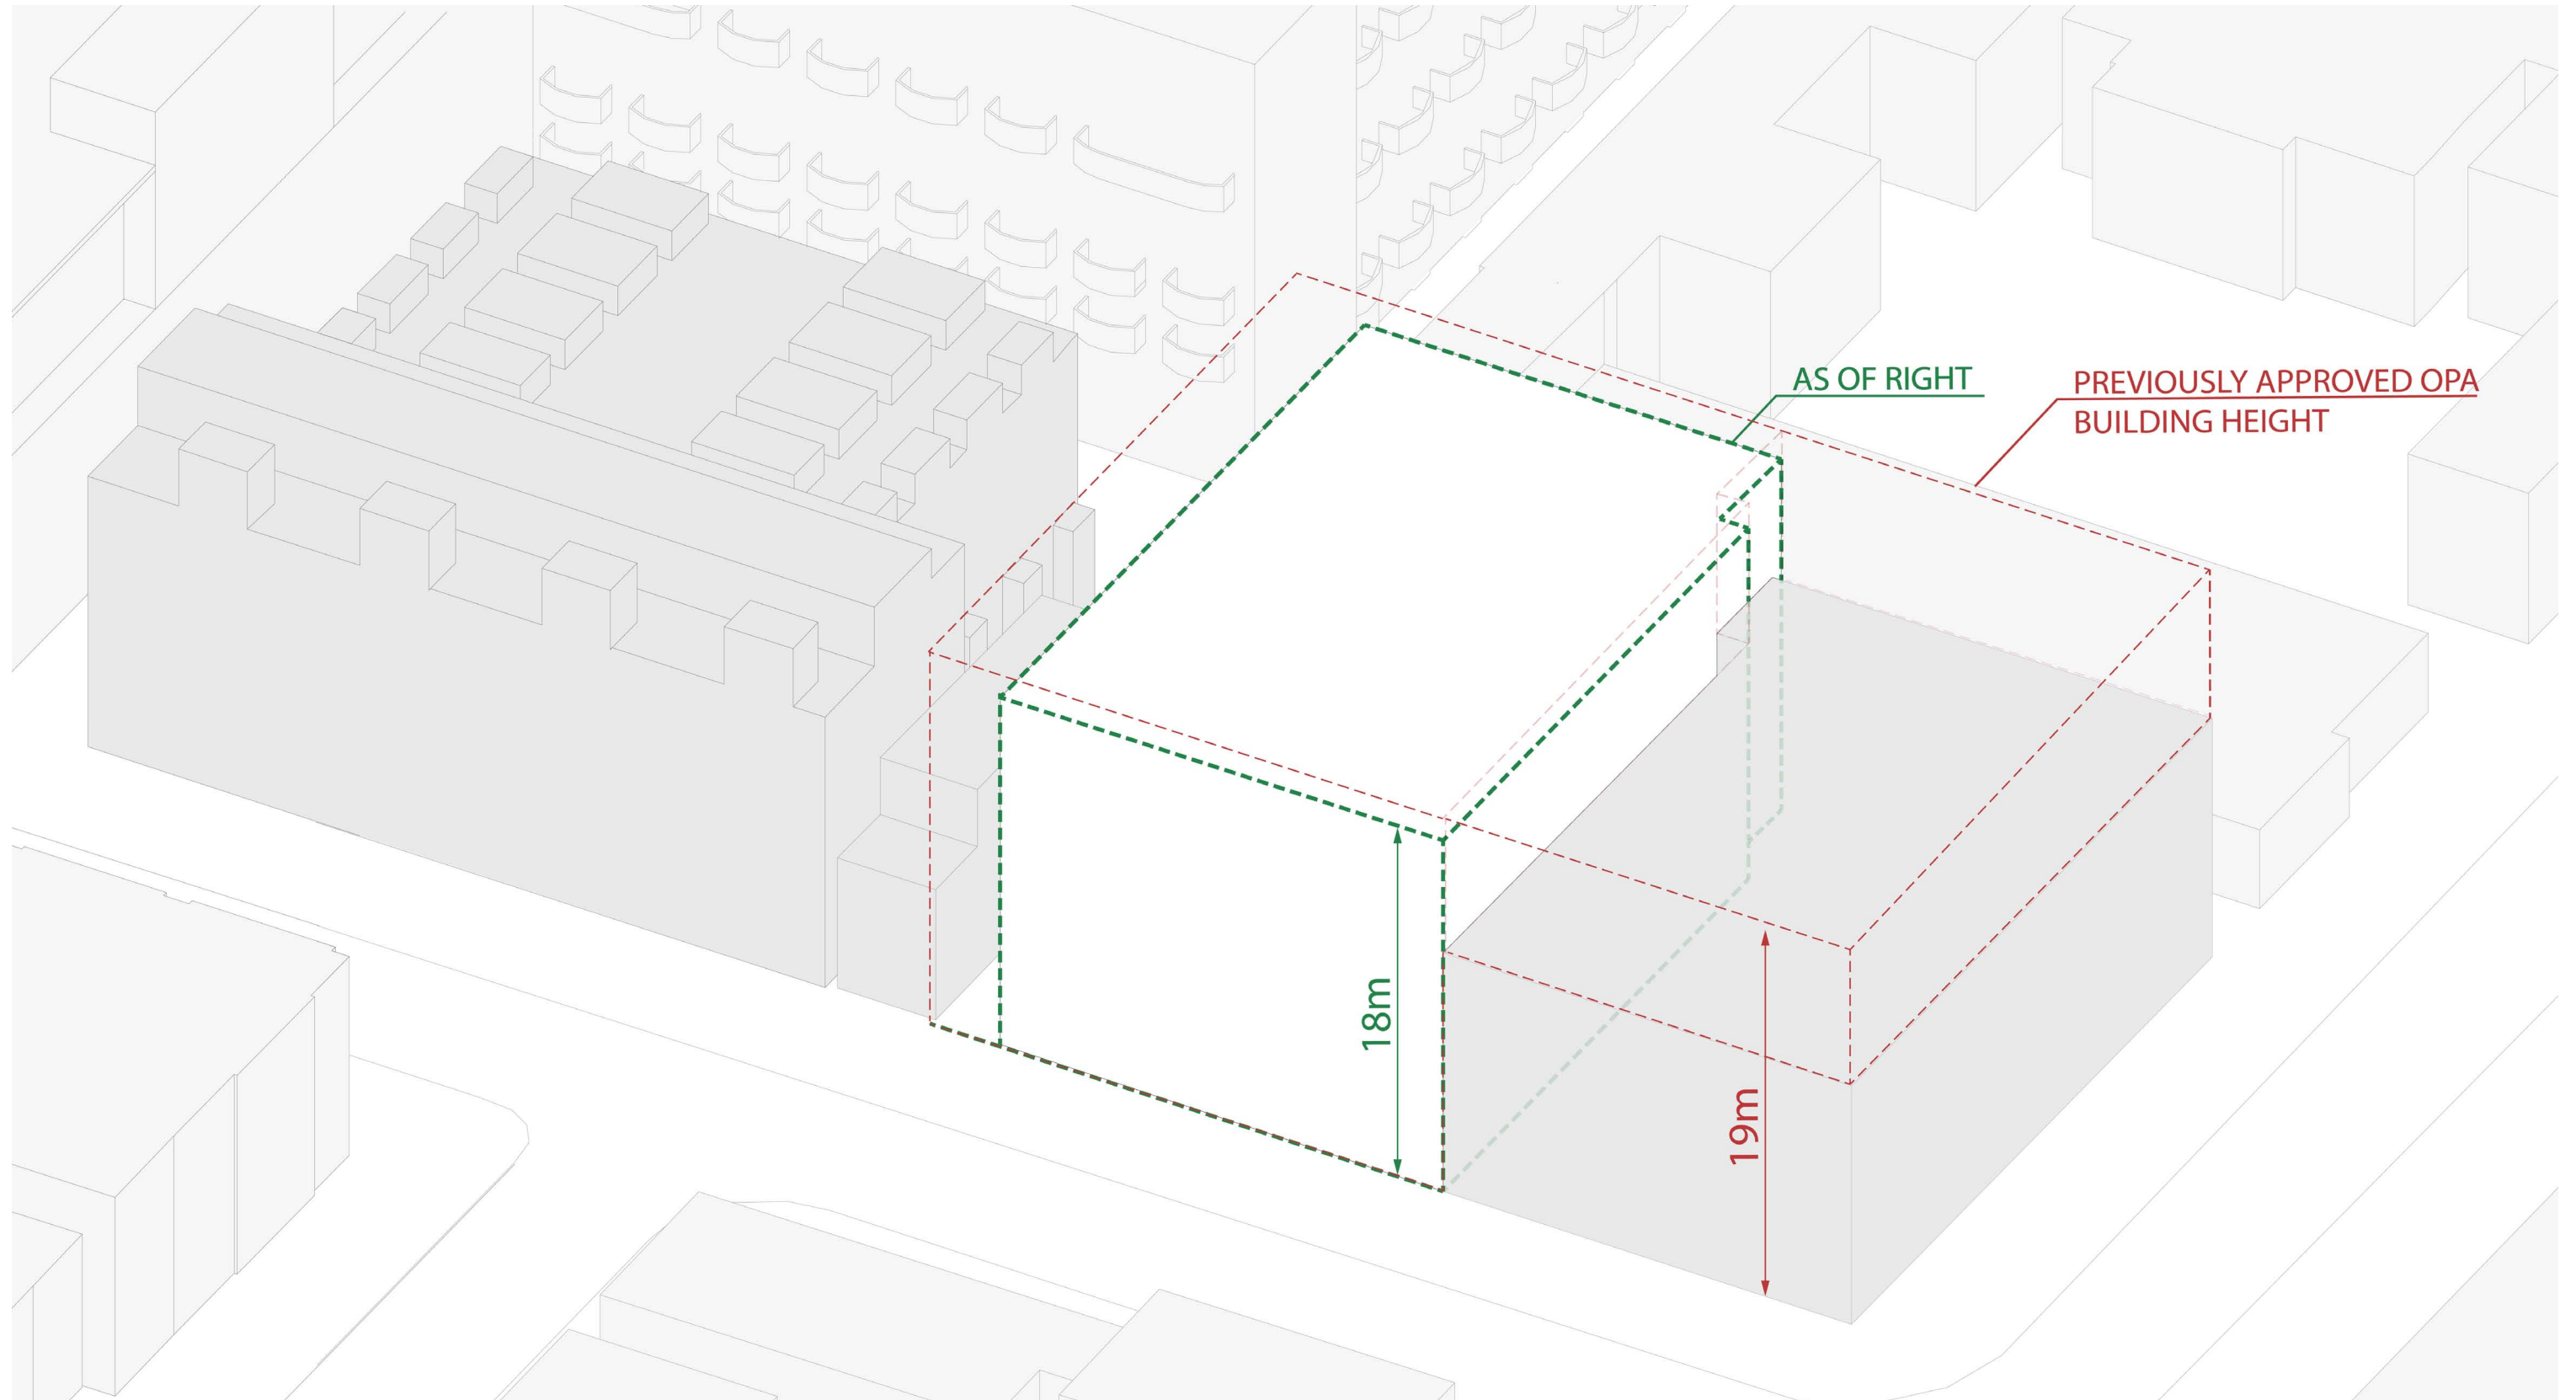 AS OF RIGHT
PREVIOUSLY APPROVED OPA
BUILDING HEIGHT
18m
19m